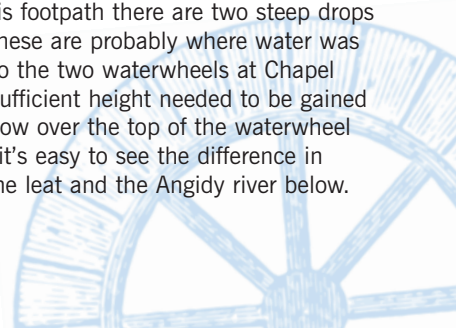 is footpath there are two steep drops
hese are probably where water was
o the two waterwheels at Chapel
ufficient height needed to be gained
ow over the top of the waterwheel
it's easy to see the difference in
ne leat and the Angidy river below.